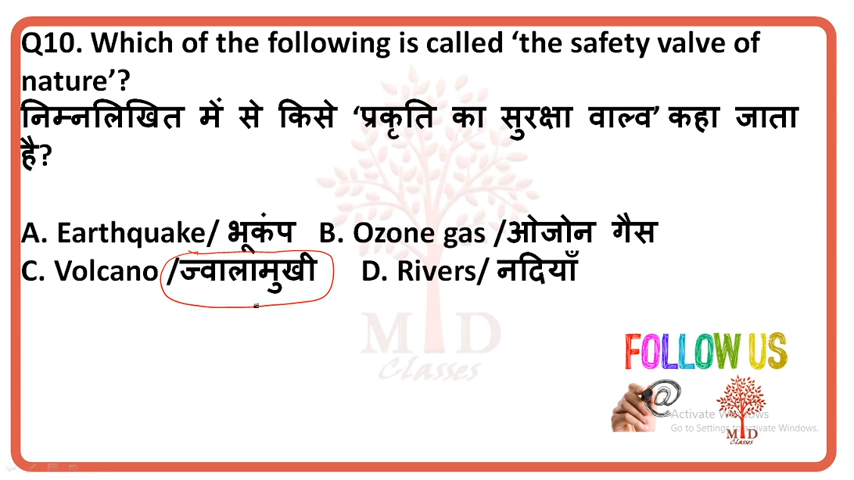 Q10. Which of the following is called ‘the safety valve of
nature’?
निम्नलिखित में से किसे ‘प्रकृति का सुरक्षा वाल्व’ कहा जाता
है?
A. Earthquake/ भूकंप B. Ozone gas /ओजोन गैस
C. Volcano /ज्वालामुखी D. Rivers/ नदियाँ
M D
Classes
FOLLOW US
@
Activate Windows
Go to Settings to activate Windows.
M D
Classes